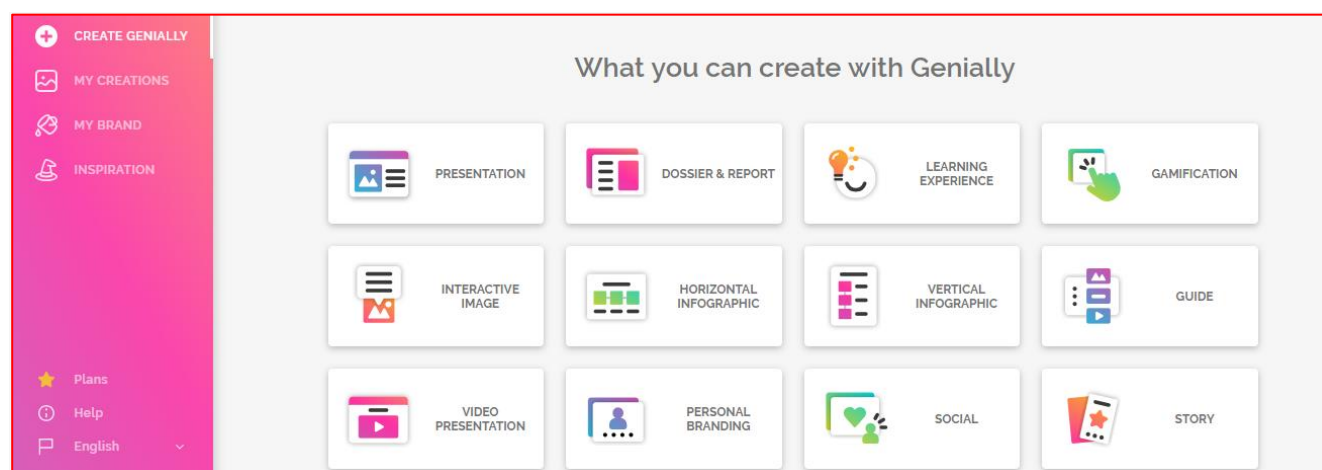 CREATE GENIALLY
MY CREATIONS
MY BRAND
INSPIRATION
Plans
Help
English
What you can create with Genially
PRESENTATION
DOSSIER & REPORT
LEARNING
EXPERIENCE
GAMIFICATION
INTERACTIVE
IMAGE
HORIZONTAL
INFOGRAPHIC
VERTICAL
INFOGRAPHIC
GUIDE
VIDEO
PRESENTATION
PERSONAL
BRANDING
SOCIAL
STORY